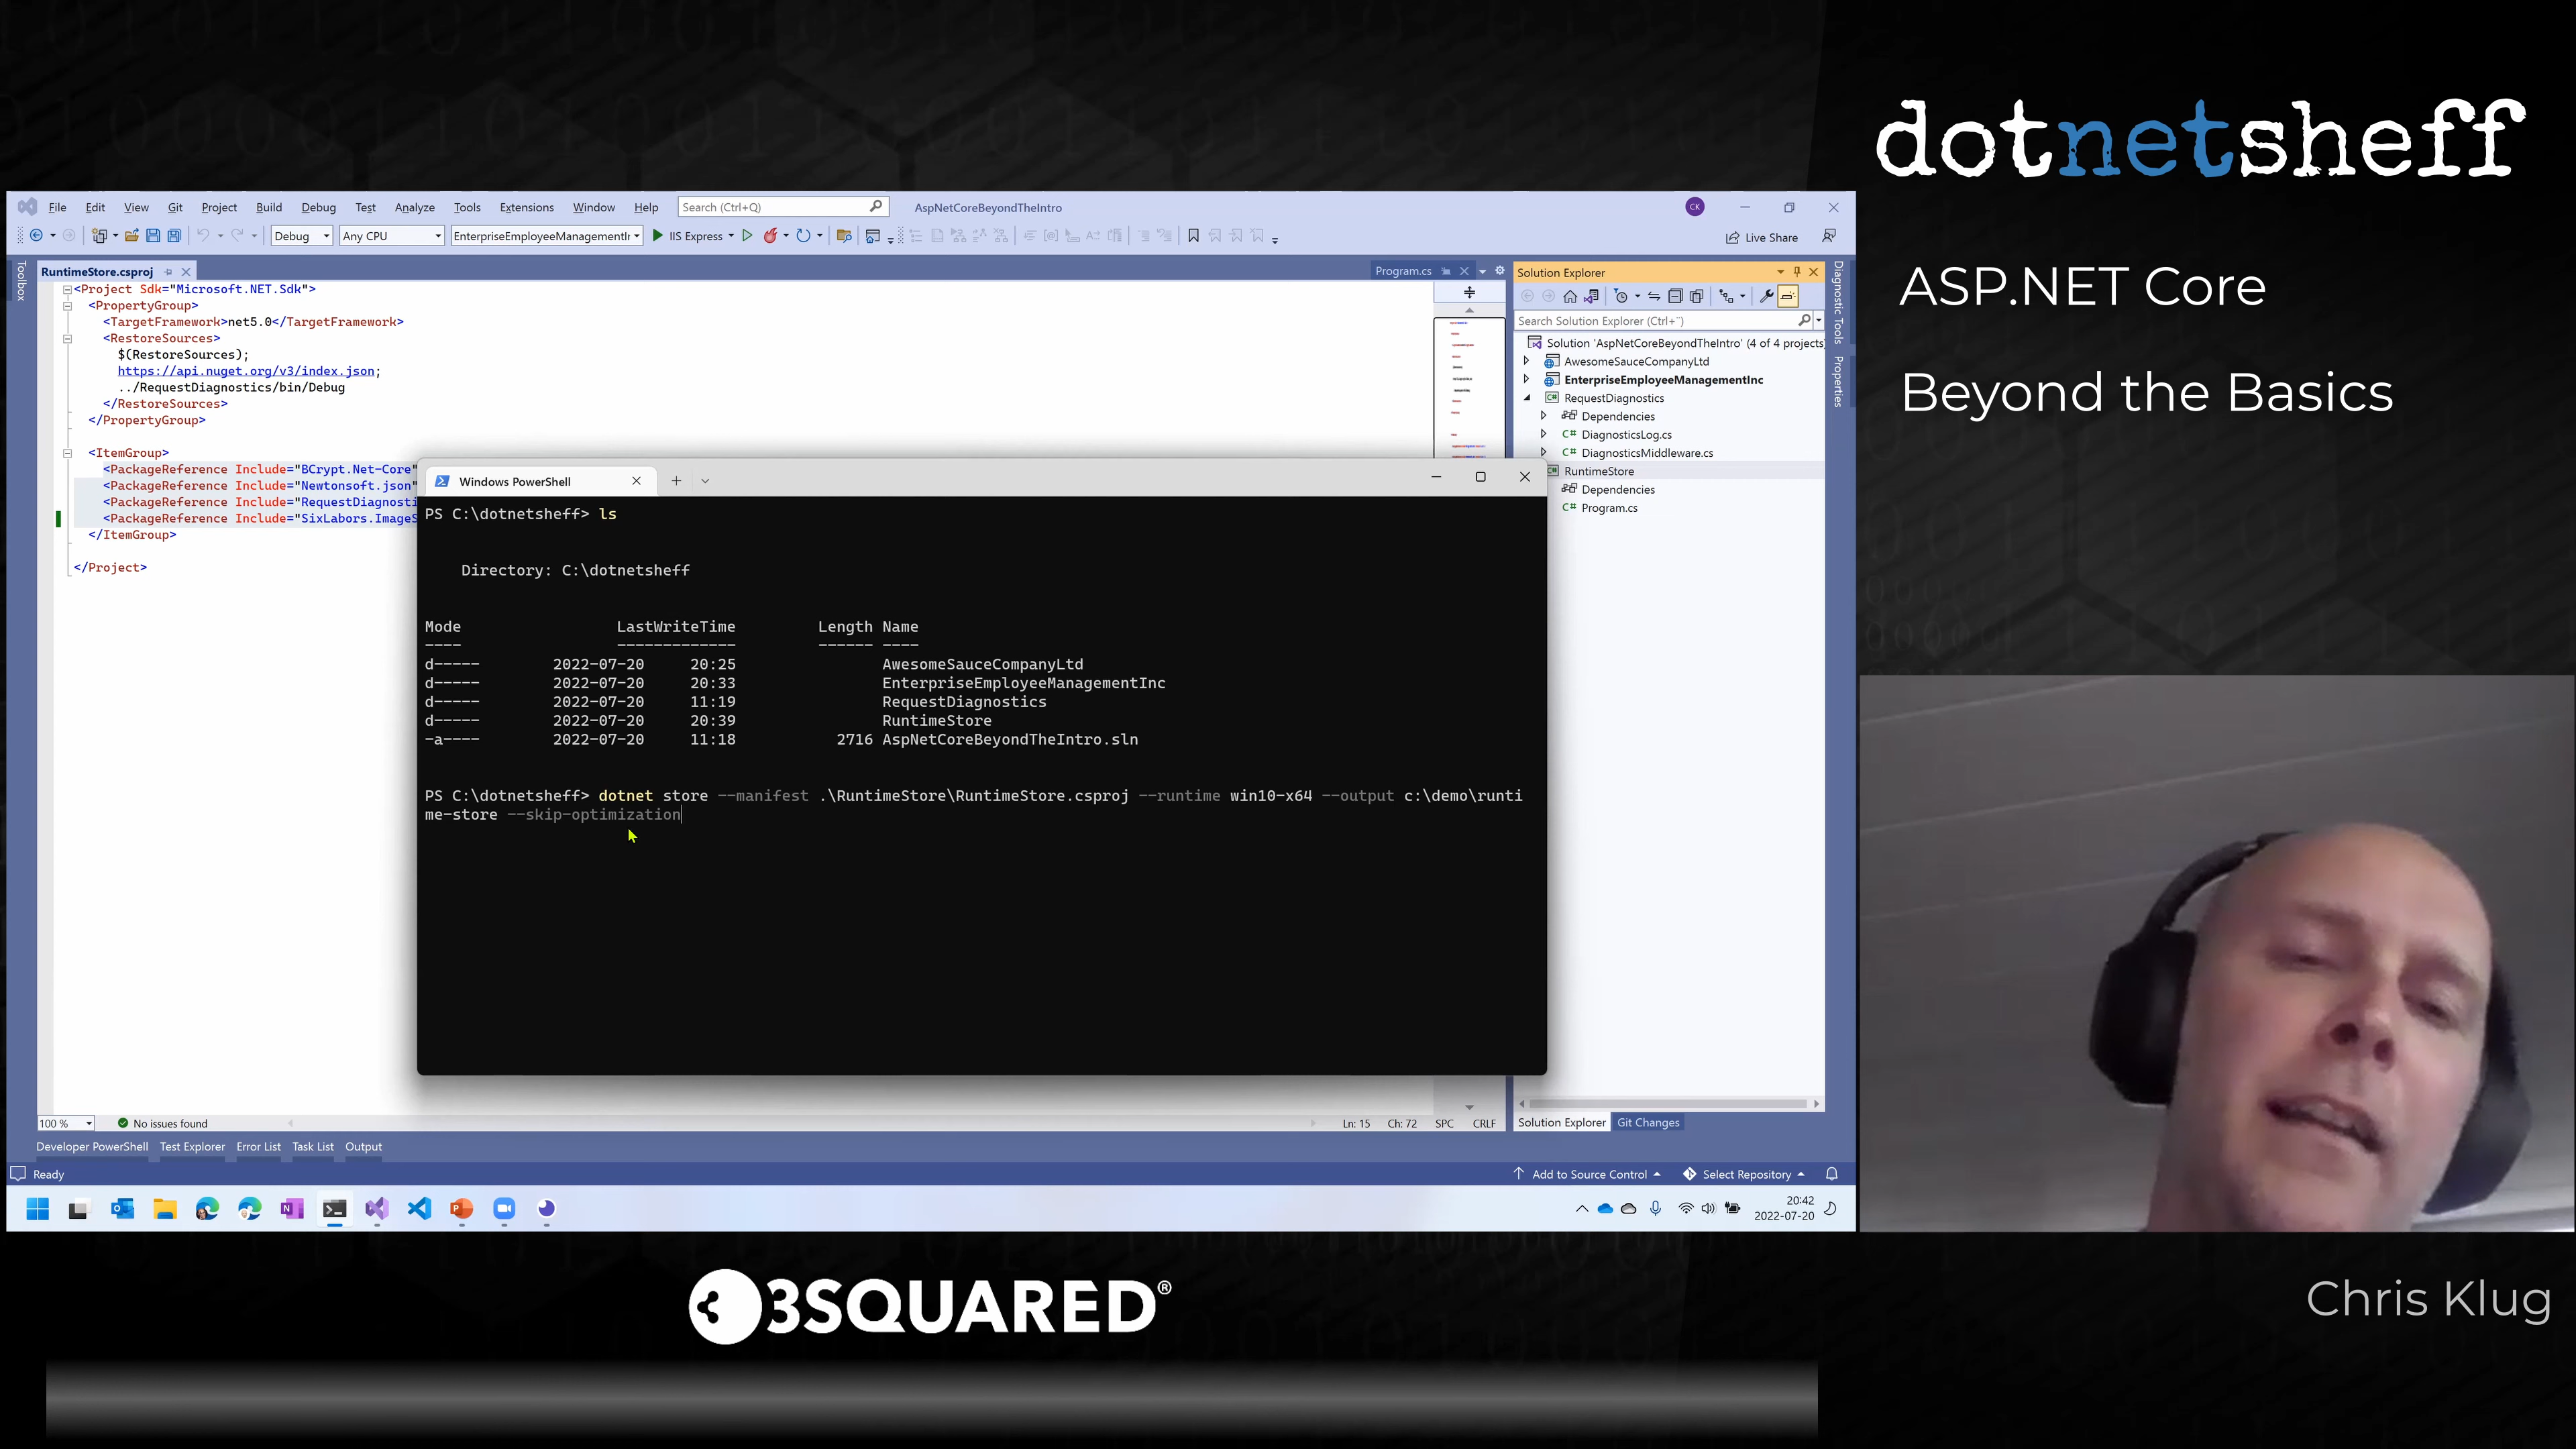 dotnetsheff
ASP.NET Core
Beyond the Basics
File Edit View Git Project Build Debug Test Analyze Tools Extensions Window Help Search (Ctrl+Q) AspNetCoreBeyondTheIntro CK
Debug Any CPU EnterpriseEmployeeManagementIr IIS Express Live Share
Toolbox
RuntimeStore.csproj
Program.cs
<Project Sdk="Microsoft.NET.Sdk">
<PropertyGroup>
<TargetFramework>net5.0</TargetFramework>
<RestoreSources>
$(RestoreSources);
https://api.nuget.org/v3/index.json;
../RequestDiagnostics/bin/Debug
</RestoreSources>
</PropertyGroup>
<ItemGroup>
<PackageReference Include="BCrypt.Net-Core"
<PackageReference Include="Newtonsoft.json"
<PackageReference Include="RequestDiagnosti
<PackageReference Include="SixLabors.ImageS
</ItemGroup>
</Project>
Windows PowerShell
PS C:\dotnetsheff> ls
Directory: C:\dotnetsheff
Mode LastWriteTime Length Name
---- ------------- ------ ----
d----- 2022-07-20 20:25 AwesomeSauceCompanyLtd
d----- 2022-07-20 20:33 EnterpriseEmployeeManagementInc
d----- 2022-07-20 11:19 RequestDiagnostics
d----- 2022-07-20 20:39 RuntimeStore
-a---- 2022-07-20 11:18 2716 AspNetCoreBeyondTheIntro.sln
PS C:\dotnetsheff> dotnet store --manifest .\RuntimeStore\RuntimeStore.csproj --runtime win10-x64 --output c:\demo\runti
me-store --skip-optimization
Solution Explorer
Search Solution Explorer (Ctrl+¨)
Solution 'AspNetCoreBeyondTheIntro' (4 of 4 projects)
AwesomeSauceCompanyLtd
EnterpriseEmployeeManagementInc
RequestDiagnostics
Dependencies
C# DiagnosticsLog.cs
C# DiagnosticsMiddleware.cs
RuntimeStore
Dependencies
C# Program.cs
Diagnostic Tools
Properties
100 % No issues found Ln: 15 Ch: 72 SPC CRLF
Solution Explorer Git Changes
Developer PowerShell Test Explorer Error List Task List Output
Ready Add to Source Control Select Repository
20:42
2022-07-20
3SQUARED®
Chris Klug